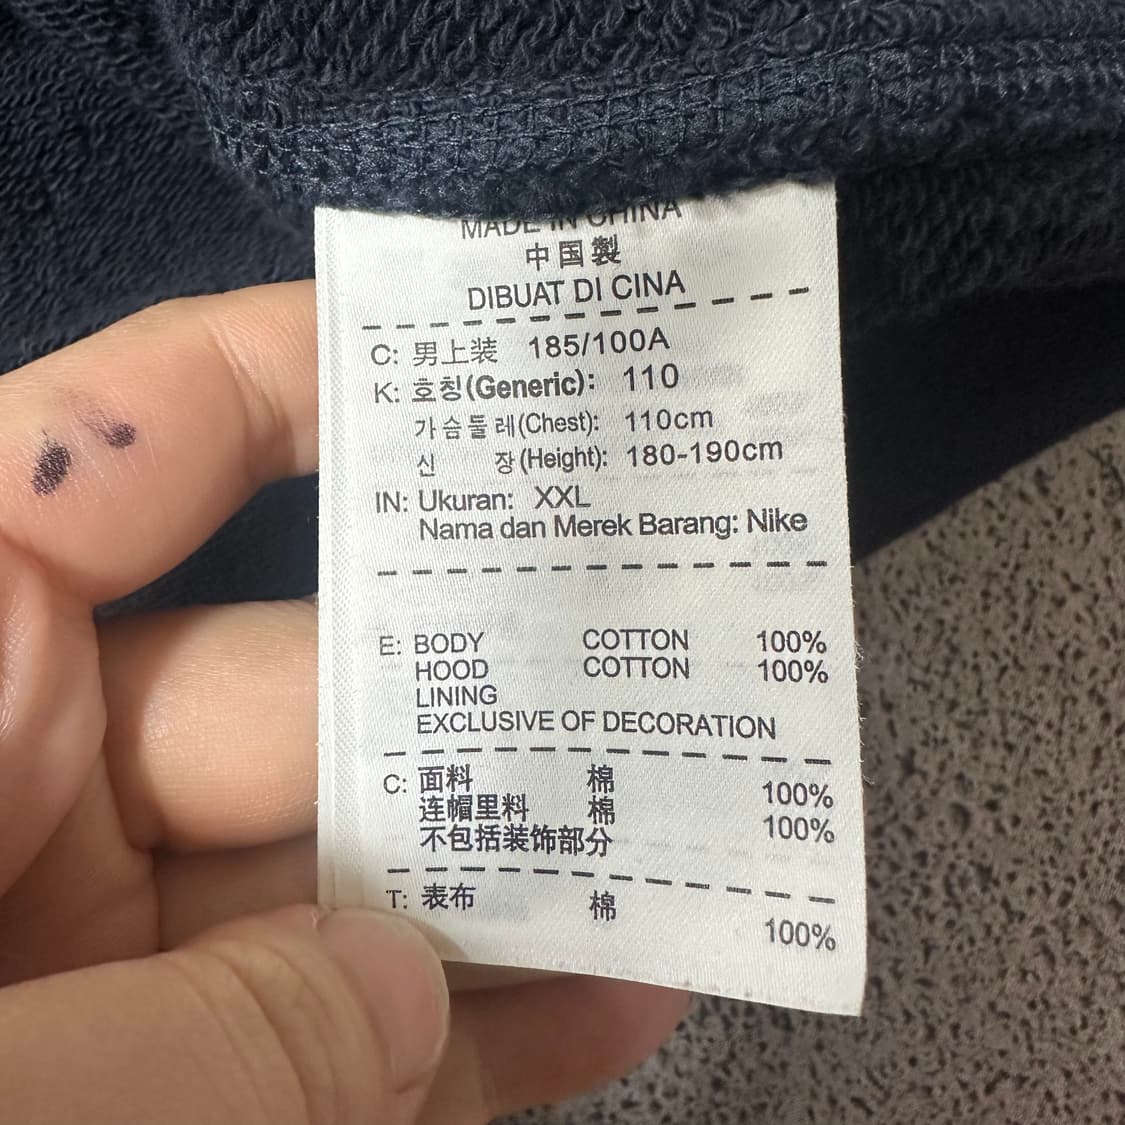 MADE IN CHINA
中国製
DIBUAT DI CINA
C: 男上装 185/100A
K: 호칭(Generic): 110
가슴둘레(Chest): 110cm
신 장(Height): 180-190cm
IN: Ukuran: XXL
Nama dan Merek Barang: Nike
E: BODY COTTON 100%
HOOD COTTON 100%
LINING
EXCLUSIVE OF DECORATION
C: 面料 棉 100%
连帽里料 棉 100%
不包括装饰部分
T: 表布 棉 100%